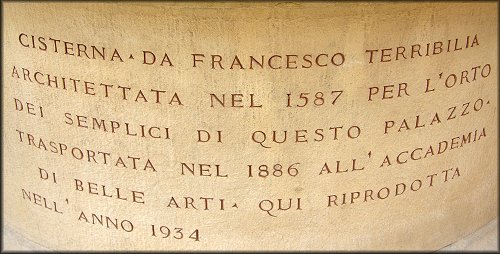 CISTERNA · DA FRANCESCO TERRIBILIA
ARCHITETTATA NEL 1587 PER L'ORTO
DEI SEMPLICI DI QUESTO PALAZZO ·
TRASPORTATA NEL 1886 ALL'ACCADEMIA
DI BELLE ARTI · QUI RIPRODOTTA
NELL'ANNO 1934